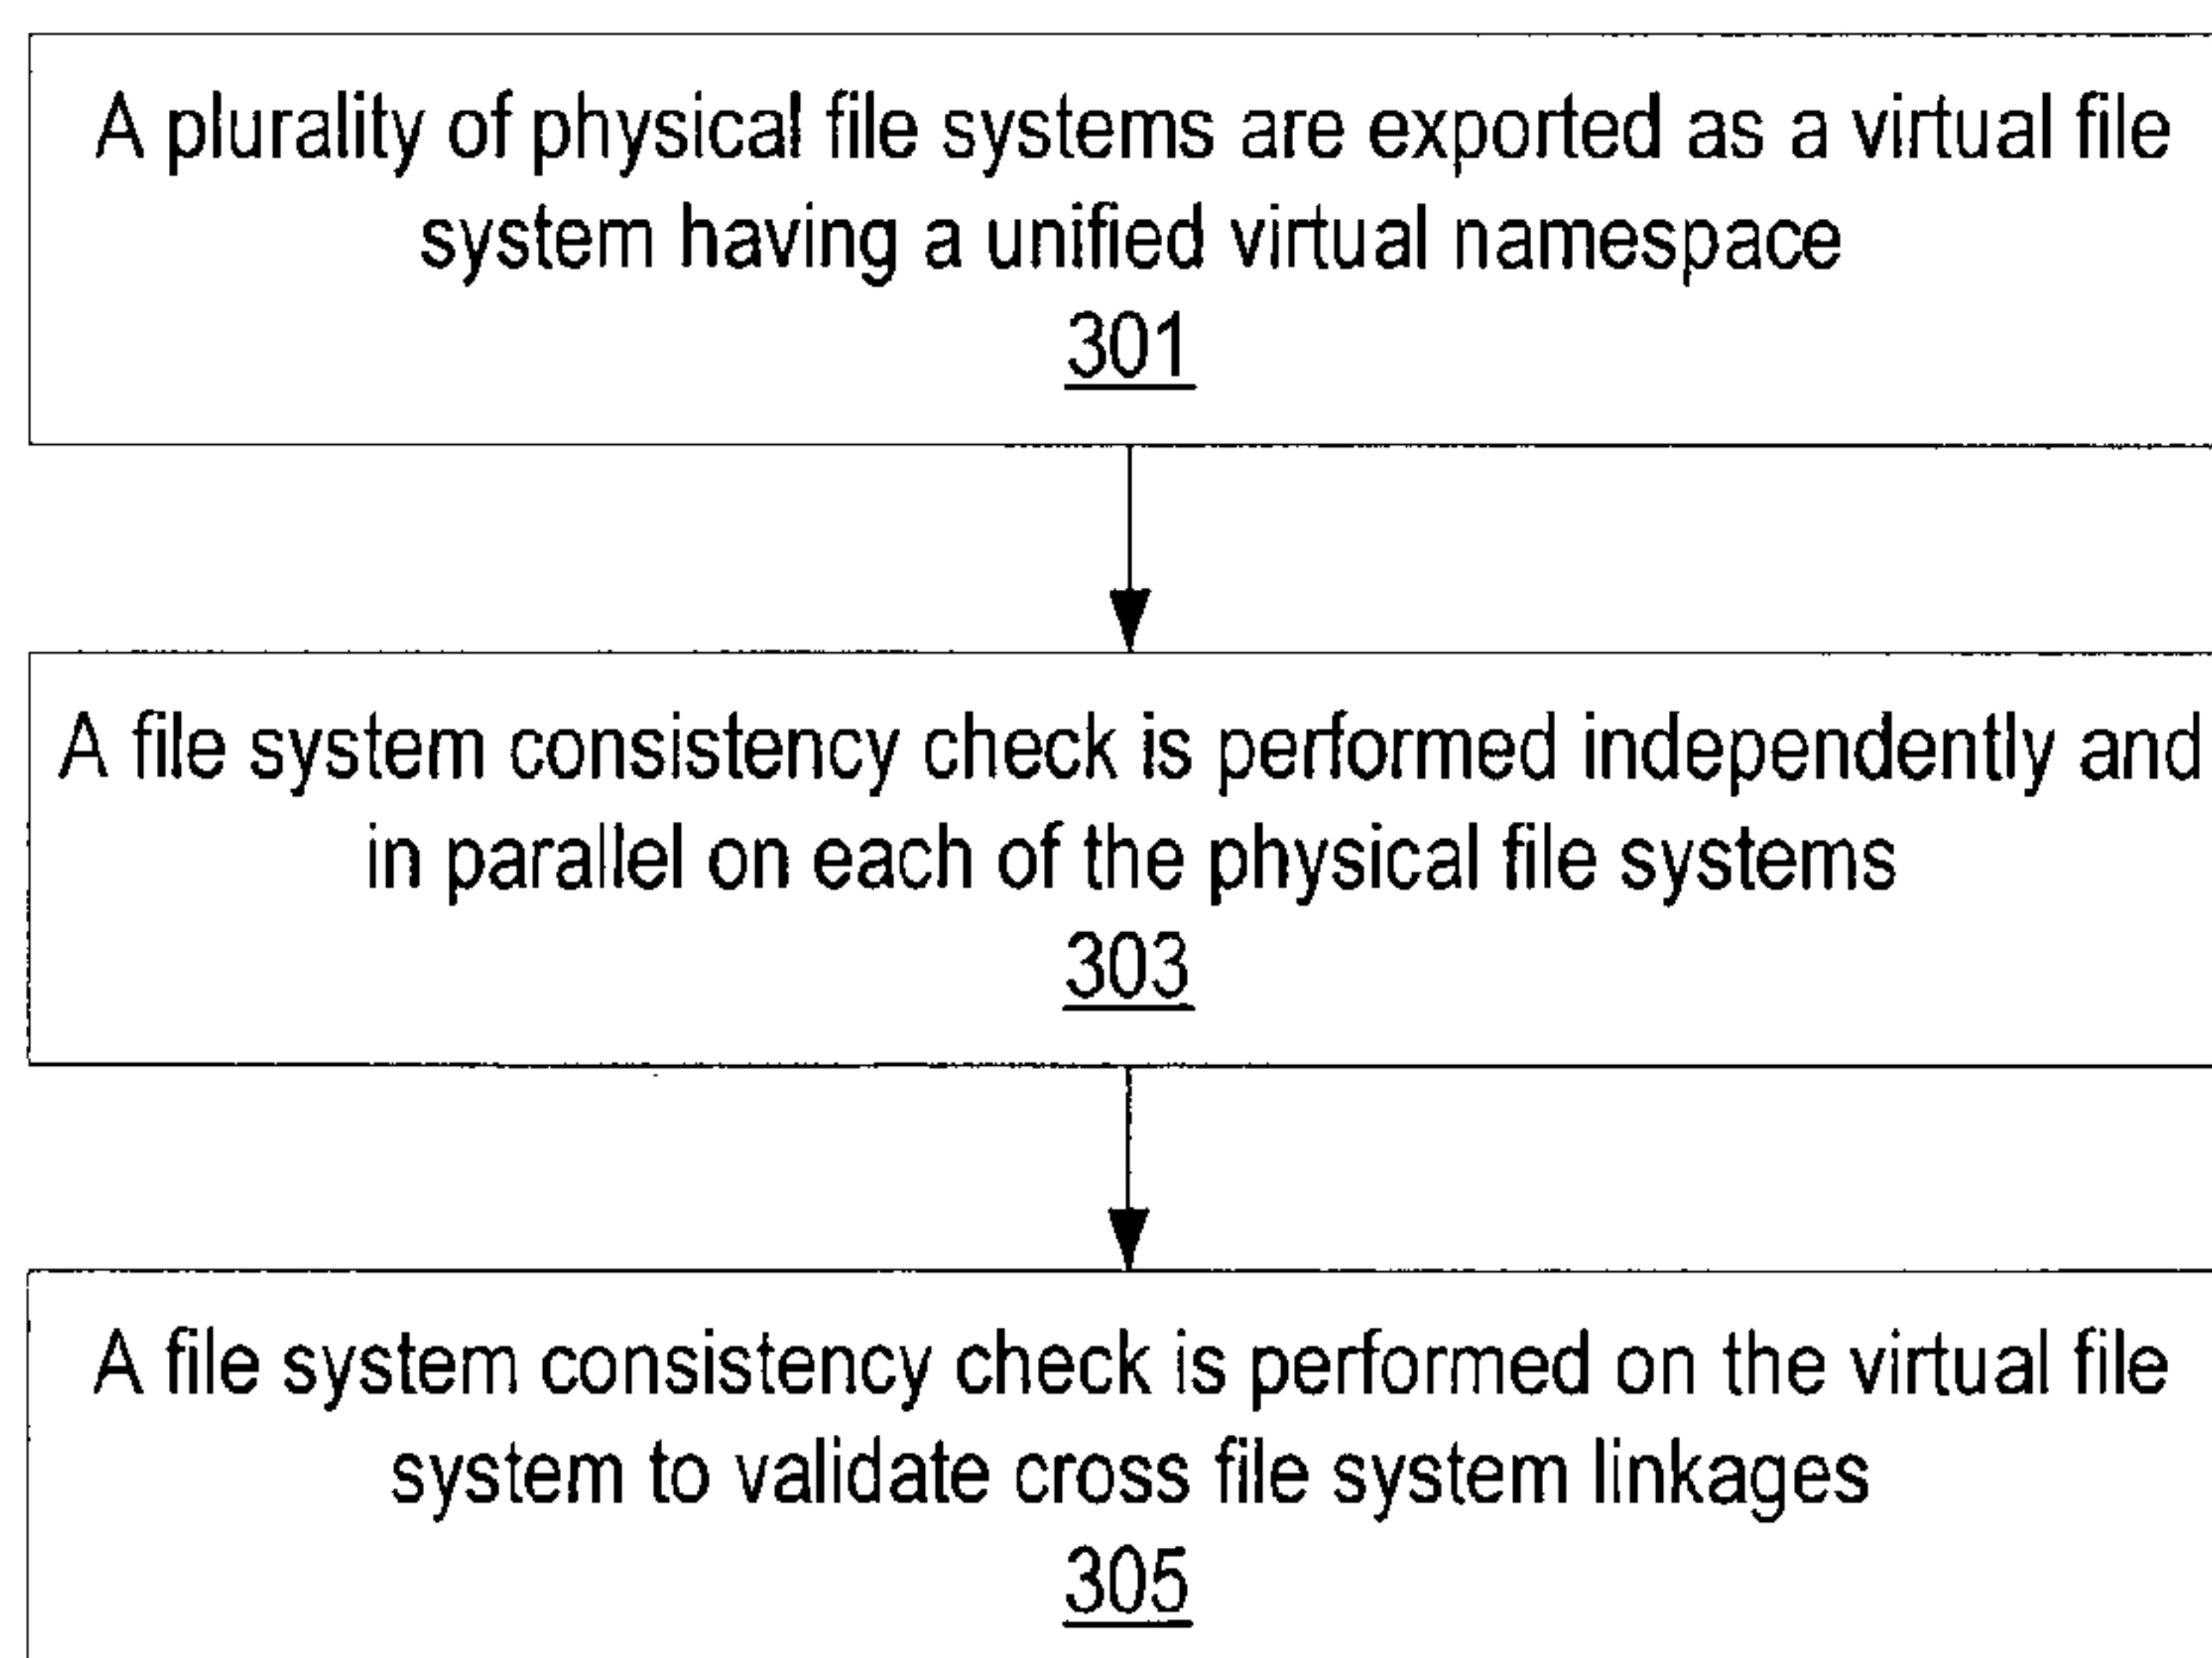 A plurality of physical file systems are exported as a virtual file
system having a unified virtual namespace
301
A file system consistency check is performed independently and
in parallel on each of the physical file systems
303
A file system consistency check is performed on the virtual file
system to validate cross file system linkages
305